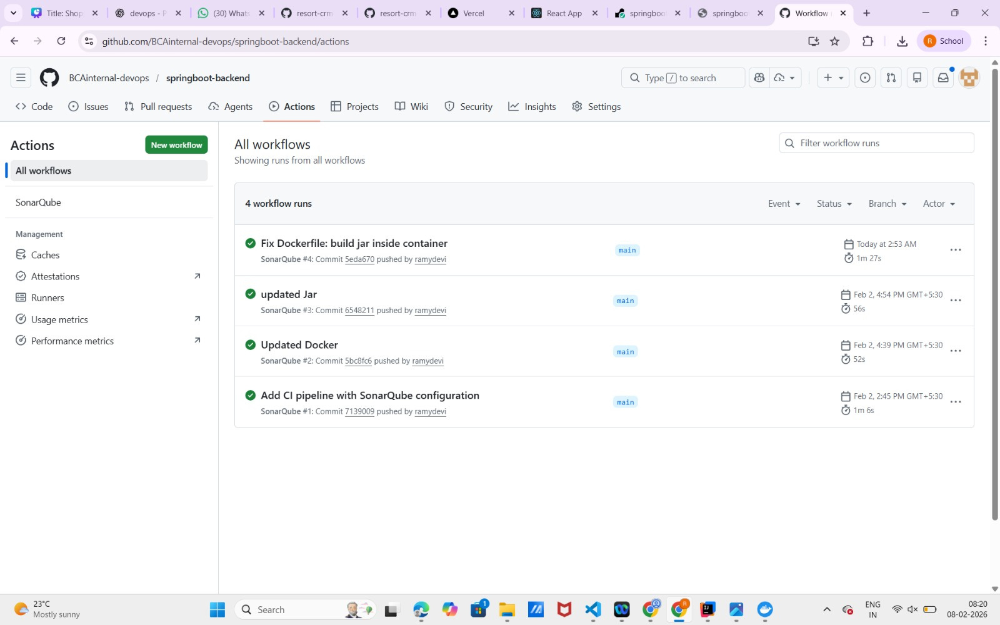 Title: Shop
devops - P
(30) Whats
resort-crm
resort-crm
Vercel
React App
springboo
springboo
Workflow
github.com/BCAinternal-devops/springboot-backend/actions
R School
BCAinternal-devops / springboot-backend
Type / to search
Code
Issues
Pull requests
Agents
Actions
Projects
Wiki
Security
Insights
Settings
Actions
New workflow
All workflows
SonarQube
Management
Caches
Attestations
Runners
Usage metrics
Performance metrics
All workflows
Showing runs from all workflows
Filter workflow runs
4 workflow runs
Event
Status
Branch
Actor
Fix Dockerfile: build jar inside container
SonarQube #4: Commit 5eda670 pushed by ramydevi
main
Today at 2:53 AM
1m 27s
updated Jar
SonarQube #3: Commit 6548211 pushed by ramydevi
main
Feb 2, 4:54 PM GMT+5:30
56s
Updated Docker
SonarQube #2: Commit 5bc8fc6 pushed by ramydevi
main
Feb 2, 4:39 PM GMT+5:30
52s
Add CI pipeline with SonarQube configuration
SonarQube #1: Commit 7139009 pushed by ramydevi
main
Feb 2, 2:45 PM GMT+5:30
1m 6s
23°C
Mostly sunny
Search
1
R
ENG
IN
08:20
08-02-2026